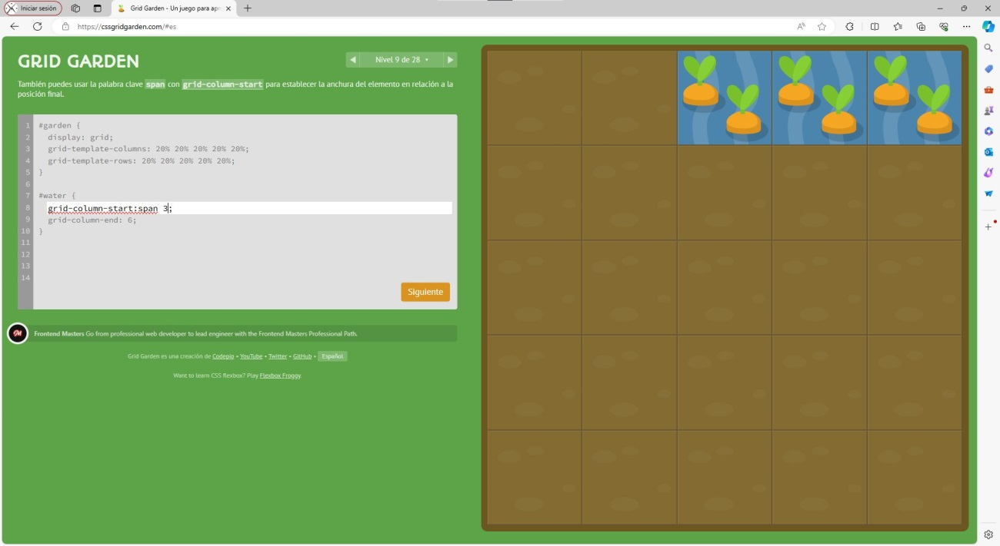 Iniciar sesión
Grid Garden - Un juego para apr
https://cssgridgarden.com/#es
GRID GARDEN
Nivel 9 de 28
También puedes usar la palabra clave span con grid-column-start para establecer la anchura del elemento en relación a la
posición final.
1 #garden {
2 display: grid;
3 grid-template-columns: 20% 20% 20% 20% 20%;
4 grid-template-rows: 20% 20% 20% 20% 20%;
5 }
6
7 #water {
8 grid-column-start:span 3;
9 grid-column-end: 6;
10 }
11
12
13
14
Siguiente
FM
Frontend Masters Go from professional web developer to lead engineer with the Frontend Masters Professional Path.
Grid Garden es una creación de Codepip • YouTube • Twitter • GitHub • Español
Want to learn CSS flexbox? Play Flexbox Froggy.